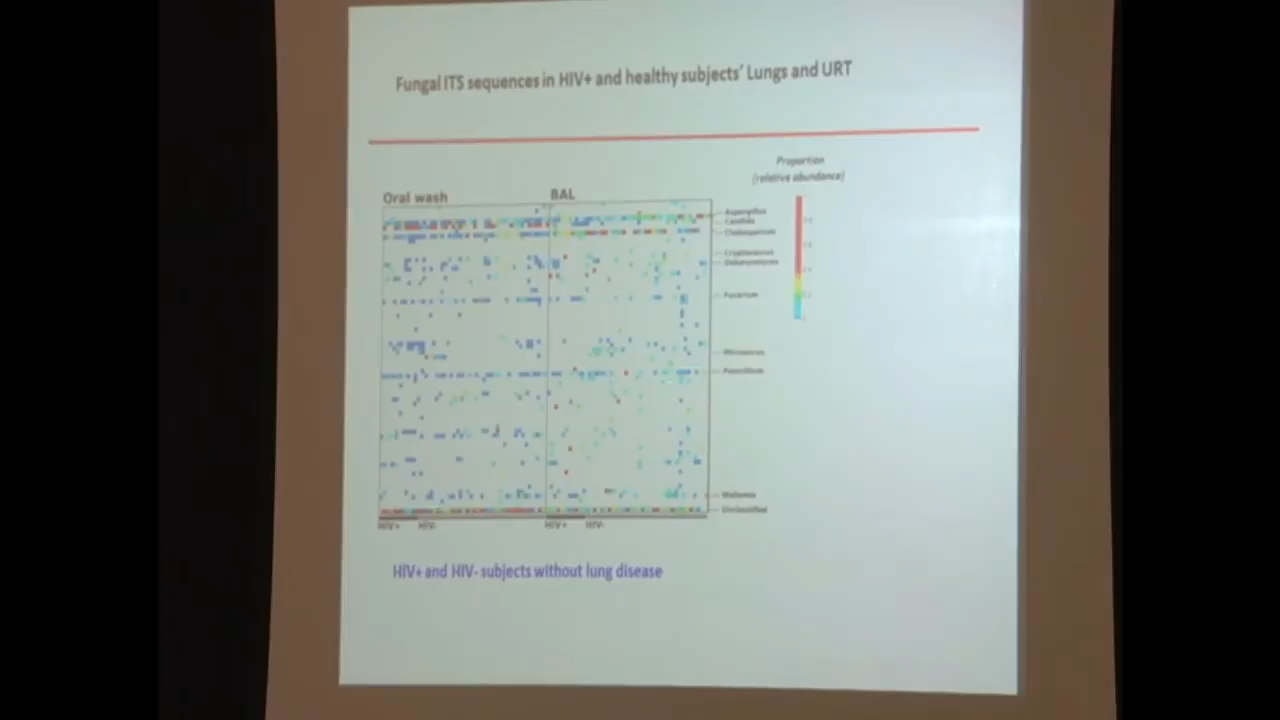 Fungal ITS sequences in HIV+ and healthy subjects' Lungs and URT
Proportion
(relative abundance)
Oral wash
BAL
Aspergillus
Candida
Cladosporium
Cryptococcus
Debaryomyces
Fusarium
Penicillium
Wallemia
Unclassified
HIV+ HIV- HIV+ HIV-
HIV+ and HIV- subjects without lung disease